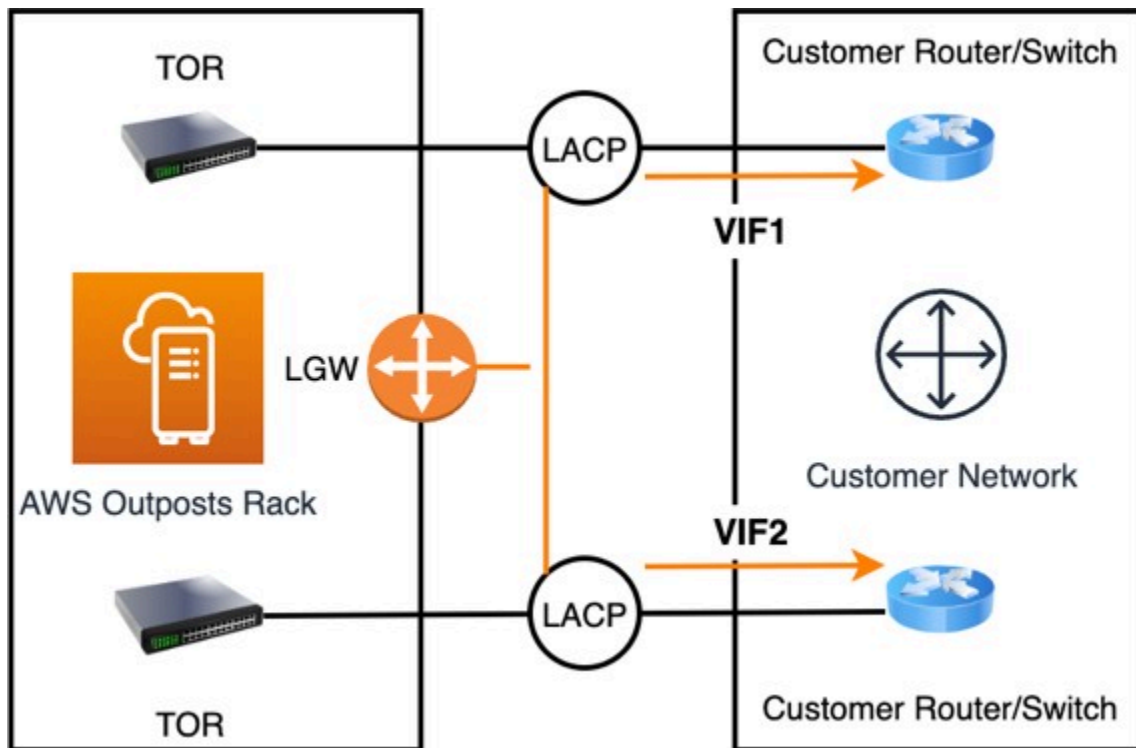 TOR
Customer Router/Switch
LACP
VIF1
LGW
AWS Outposts Rack
Customer Network
VIF2
LACP
TOR
Customer Router/Switch